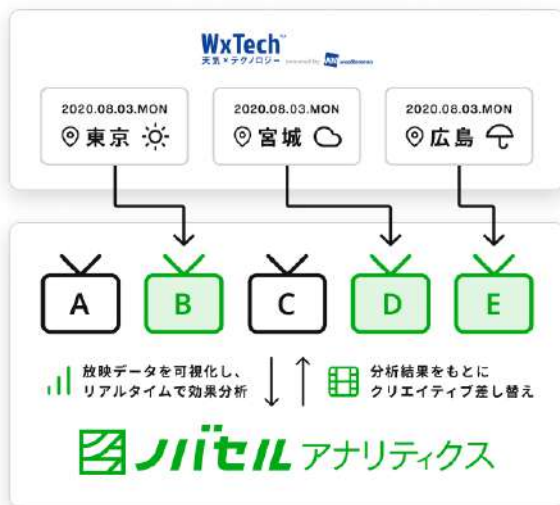 WxTech™
天気×テクノロジー powered by weathernews
2020.08.03.MON
東京
2020.08.03.MON
宮城
2020.08.03.MON
広島
A
B
C
D
E
放映データを可視化し、
リアルタイムで効果分析
分析結果をもとに
クリエイティブ差し替え
ノバセル アナリティクス